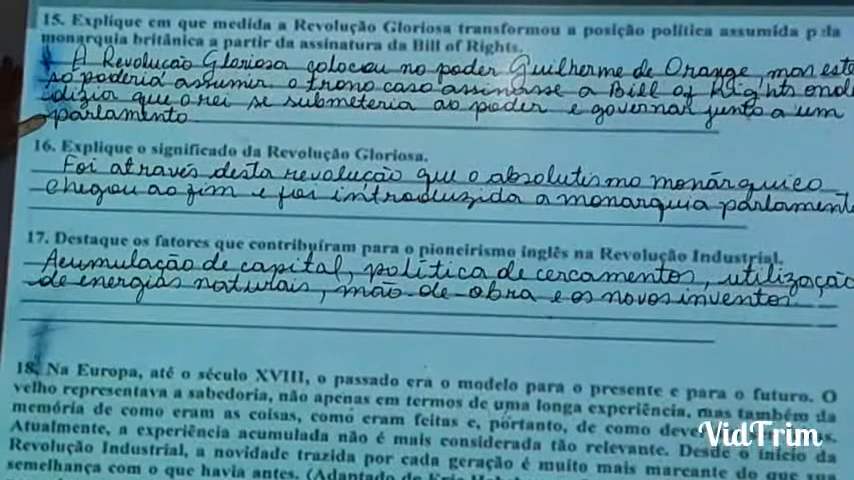 15. Explique em que medida a Revolução Gloriosa transformou a posição política assumida pela
monarquia britânica a partir da assinatura da Bill of Rights.
A Revolucão Gloriosa colocou no poder Guilherme de Orange, mas este
só poderia assumir o trono caso assinasse a Bill of Rights onde
dizia que o rei se submeteria ao poder e governar junto a um
parlamento
16. Explique o significado da Revolução Gloriosa.
Foi através desta revolucão que o absolutismo monárquico
chegou ao fim e foi introduzida a monarquia parlament
17. Destaque os fatores que contribuíram para o pioneirismo inglês na Revolução Industrial.
Acumulação de capital, política de cercamentos, utilização
de energias naturais, mão-de-obra e os novos inventos.
18. Na Europa, até o século XVIII, o passado era o modelo para o presente e para o futuro. O
velho representava a sabedoria, não apenas em termos de uma longa experiência, mas também da
memória de como eram as coisas, como eram feitas e, portanto, de como
Atualmente, a experiência acumulada não é mais considerada tão relevante. Desde o início da
Revolução Industrial, a novidade trazida por cada geração é muito mais marcante do que sua
semelhança com o que havia antes. (Adaptado de Eric
VidTrim